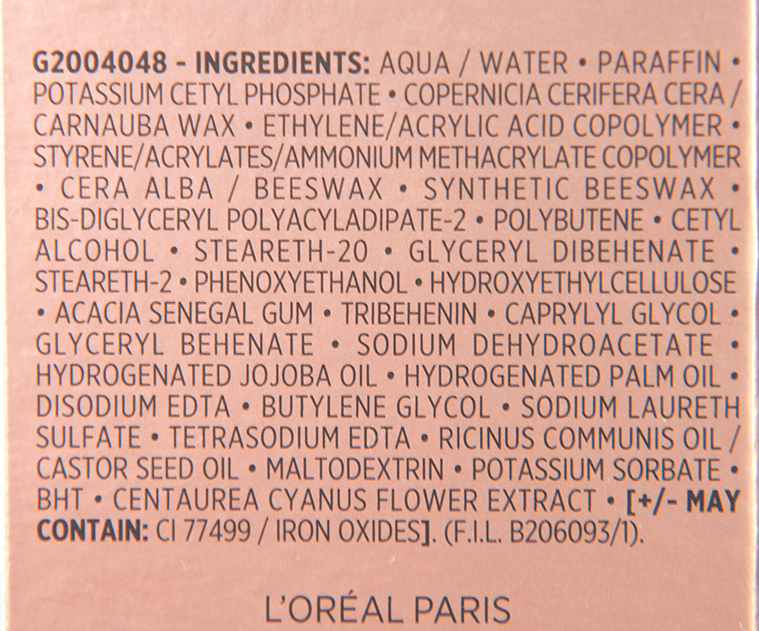 G2004048 - INGREDIENTS: AQUA / WATER • PARAFFIN •
POTASSIUM CETYL PHOSPHATE • COPERNICIA CERIFERA CERA /
CARNAUBA WAX • ETHYLENE/ACRYLIC ACID COPOLYMER •
STYRENE/ACRYLATES/AMMONIUM METHACRYLATE COPOLYMER
• CERA ALBA / BEESWAX • SYNTHETIC BEESWAX •
BIS-DIGLYCERYL POLYACYLADIPATE-2 • POLYBUTENE • CETYL
ALCOHOL • STEARETH-20 • GLYCERYL DIBEHENATE •
STEARETH-2 • PHENOXYETHANOL • HYDROXYETHYLCELLULOSE
• ACACIA SENEGAL GUM • TRIBEHENIN • CAPRYLYL GLYCOL •
GLYCERYL BEHENATE • SODIUM DEHYDROACETATE •
HYDROGENATED JOJOBA OIL • HYDROGENATED PALM OIL •
DISODIUM EDTA • BUTYLENE GLYCOL • SODIUM LAURETH
SULFATE • TETRASODIUM EDTA • RICINUS COMMUNIS OIL /
CASTOR SEED OIL • MALTODEXTRIN • POTASSIUM SORBATE •
BHT • CENTAUREA CYANUS FLOWER EXTRACT • [+/- MAY
CONTAIN: CI 77499 / IRON OXIDES]. (F.I.L. B206093/1).
L'ORÉAL PARIS